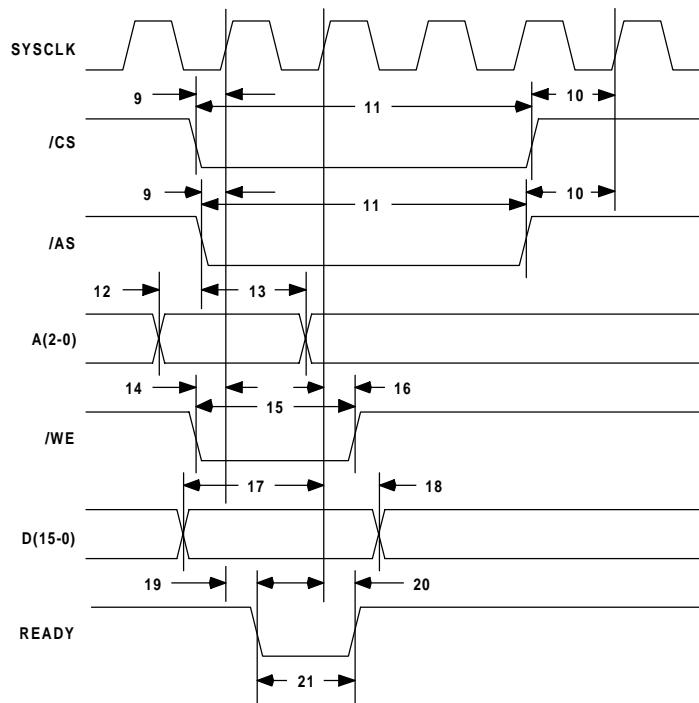 SYSCLK
9
11
10
/CS
9
11
10
/AS
12
13
A(2-0)
14
15
16
/WE
17
18
D(15-0)
19
20
READY
21